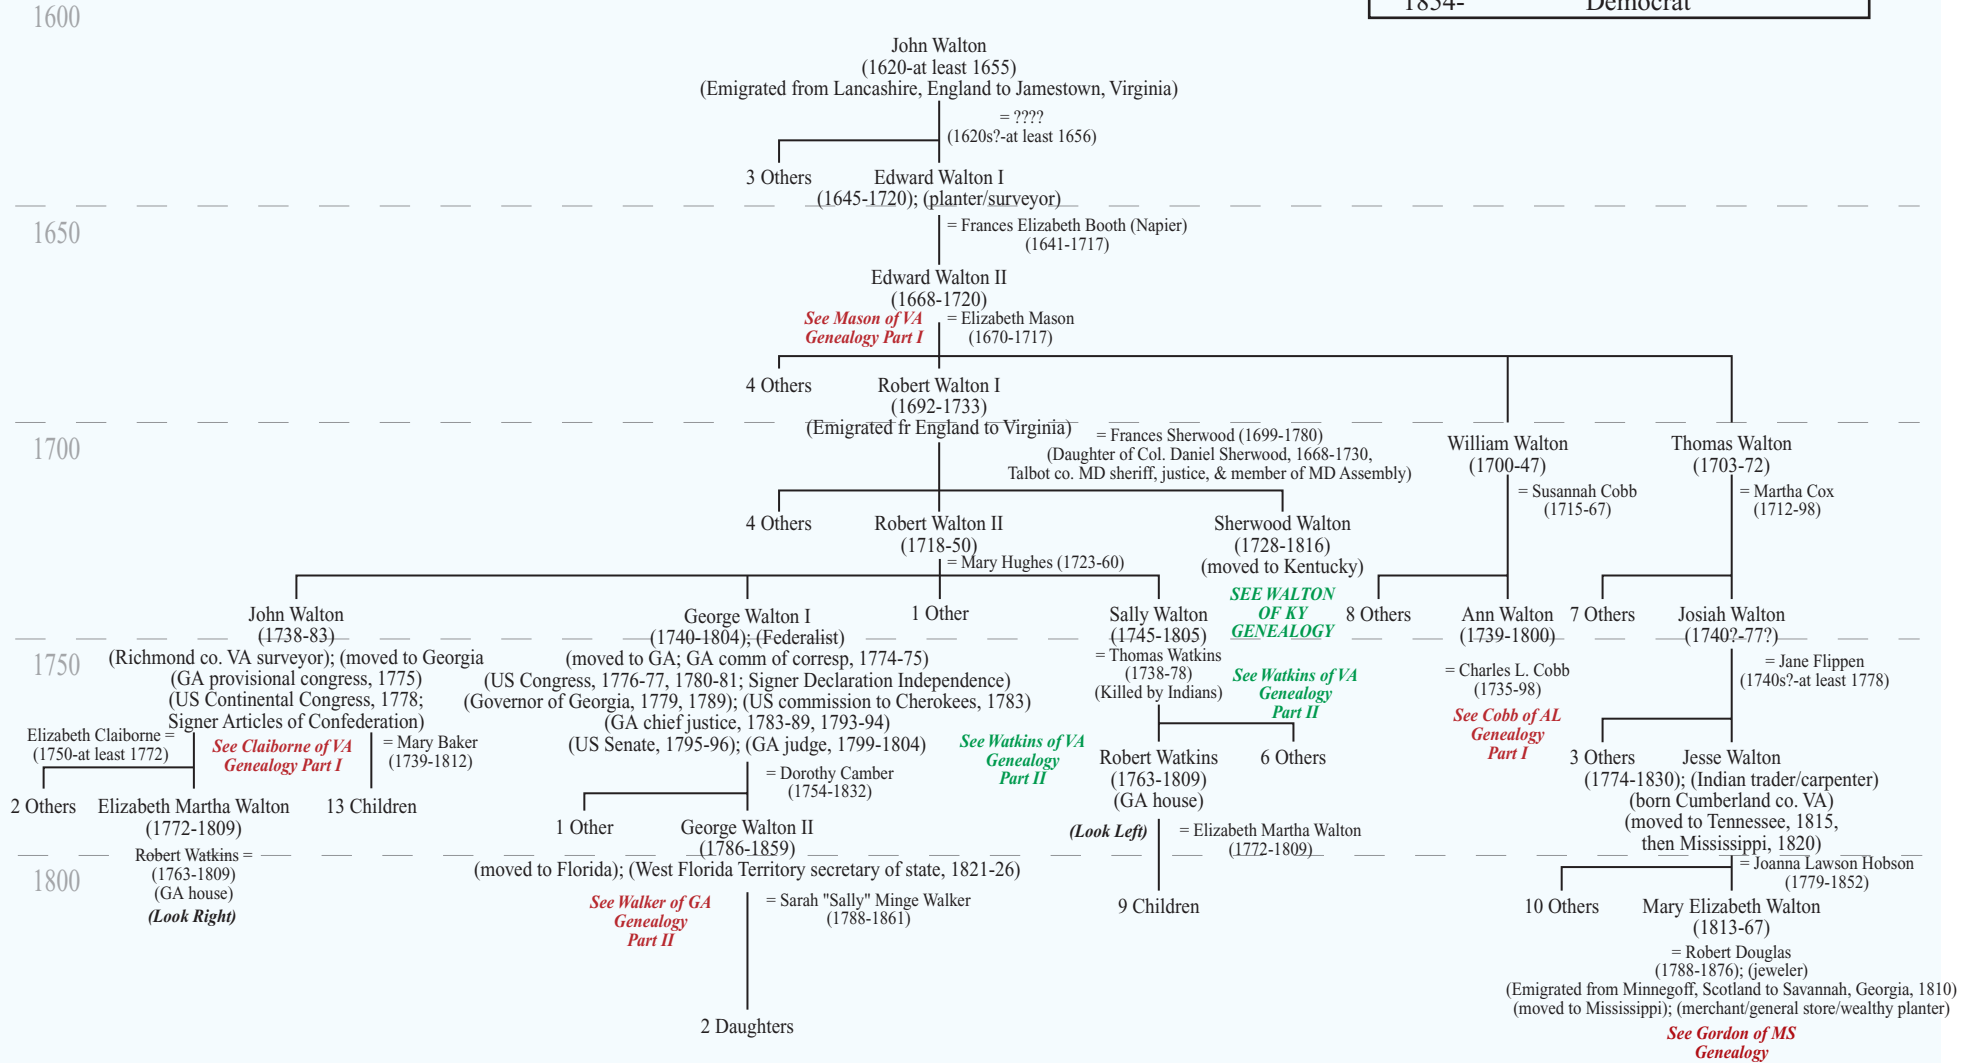 1600
1854-    Democrat
John Walton
(1620-at least 1655)
(Emigrated from Lancashire, England to Jamestown, Virginia)
= ????
(1620s?-at least 1656)
3 Others
Edward Walton I
(1645-1720); (planter/surveyor)
1650
= Frances Elizabeth Booth (Napier)
(1641-1717)
Edward Walton II
(1668-1720)
See Mason of VA
Genealogy Part I
= Elizabeth Mason
(1670-1717)
4 Others
Robert Walton I
(1692-1733)
(Emigrated fr England to Virginia)
1700
= Frances Sherwood (1699-1780)
(Daughter of Col. Daniel Sherwood, 1668-1730,
Talbot co. MD sheriff, justice, & member of MD Assembly)
William Walton
(1700-47)
= Susannah Cobb
(1715-67)
Thomas Walton
(1703-72)
= Martha Cox
(1712-98)
4 Others
Robert Walton II
(1718-50)
= Mary Hughes (1723-60)
Sherwood Walton
(1728-1816)
(moved to Kentucky)
SEE WALTON
OF KY
GENEALOGY
John Walton
(1738-83)
(Richmond co. VA surveyor); (moved to Georgia
(GA provisional congress, 1775)
(US Continental Congress, 1778;
Signer Articles of Confederation)
George Walton I
(1740-1804); (Federalist)
(moved to GA; GA comm of corresp, 1774-75)
(US Congress, 1776-77, 1780-81; Signer Declaration Independence)
(Governor of Georgia, 1779, 1789); (US commission to Cherokees, 1783)
(GA chief justice, 1783-89, 1793-94)
(US Senate, 1795-96); (GA judge, 1799-1804)
1 Other
Sally Walton
(1745-1805)
= Thomas Watkins
(1738-78)
(Killed by Indians)
See Watkins of VA
Genealogy
Part II
8 Others
Ann Walton
(1739-1800)
= Charles L. Cobb
(1735-98)
See Cobb of AL
Genealogy
Part I
7 Others
Josiah Walton
(1740?-77?)
= Jane Flippen
(1740s?-at least 1778)
1750
Elizabeth Claiborne =
(1750-at least 1772)
See Claiborne of VA
Genealogy Part I
= Mary Baker
(1739-1812)
2 Others
Elizabeth Martha Walton
(1772-1809)
13 Children
Robert Watkins =
(1763-1809)
(GA house)
(Look Right)
= Dorothy Camber
(1754-1832)
1 Other
George Walton II
(1786-1859)
(moved to Florida); (West Florida Territory secretary of state, 1821-26)
See Walker of GA
Genealogy
Part II
= Sarah "Sally" Minge Walker
(1788-1861)
2 Daughters
See Watkins of VA
Genealogy
Part II
Robert Watkins
(1763-1809)
(GA house)
6 Others
(Look Left)
= Elizabeth Martha Walton
(1772-1809)
9 Children
3 Others
Jesse Walton
(1774-1830); (Indian trader/carpenter)
(born Cumberland co. VA)
(moved to Tennessee, 1815,
then Mississippi, 1820)
1800
= Joanna Lawson Hobson
(1779-1852)
10 Others
Mary Elizabeth Walton
(1813-67)
= Robert Douglas
(1788-1876); (jeweler)
(Emigrated from Minnegoff, Scotland to Savannah, Georgia, 1810)
(moved to Mississippi); (merchant/general store/wealthy planter)
See Gordon of MS
Genealogy